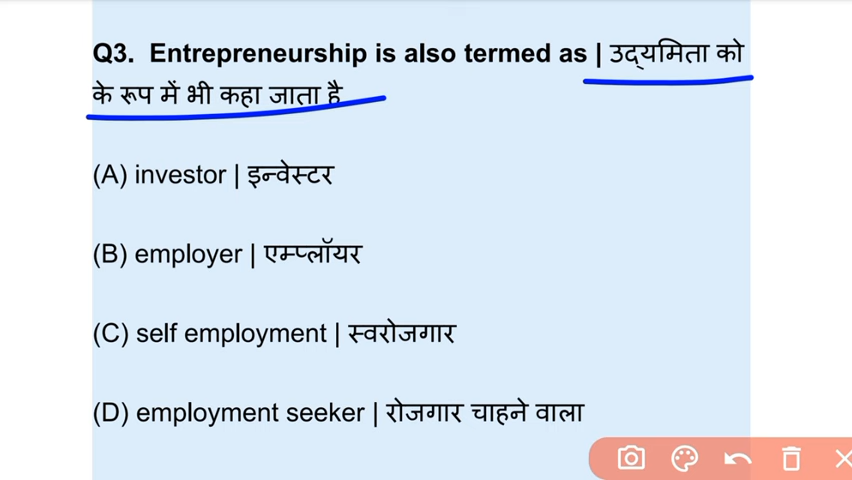 Q3. Entrepreneurship is also termed as | उद्यमिता को
के रूप में भी कहा जाता है
(A) investor | इन्वेस्टर
(B) employer | एम्प्लॉयर
(C) self employment | स्वरोजगार
(D) employment seeker | रोजगार चाहने वाला